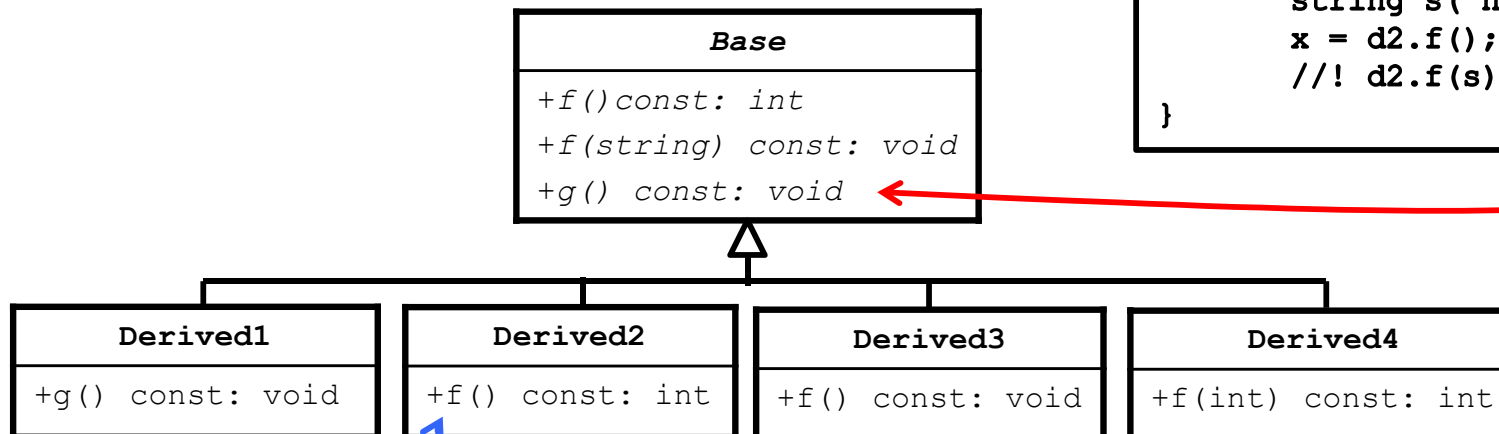 string s(
x = d2.f();
//! d2.f(s)
}
Base
+f()const: int
+f(string) const: void
+g() const: void
Derived1
+g() const: void
Derived2
+f() const: int
Derived3
+f() const: void
Derived4
+f(int) const: int